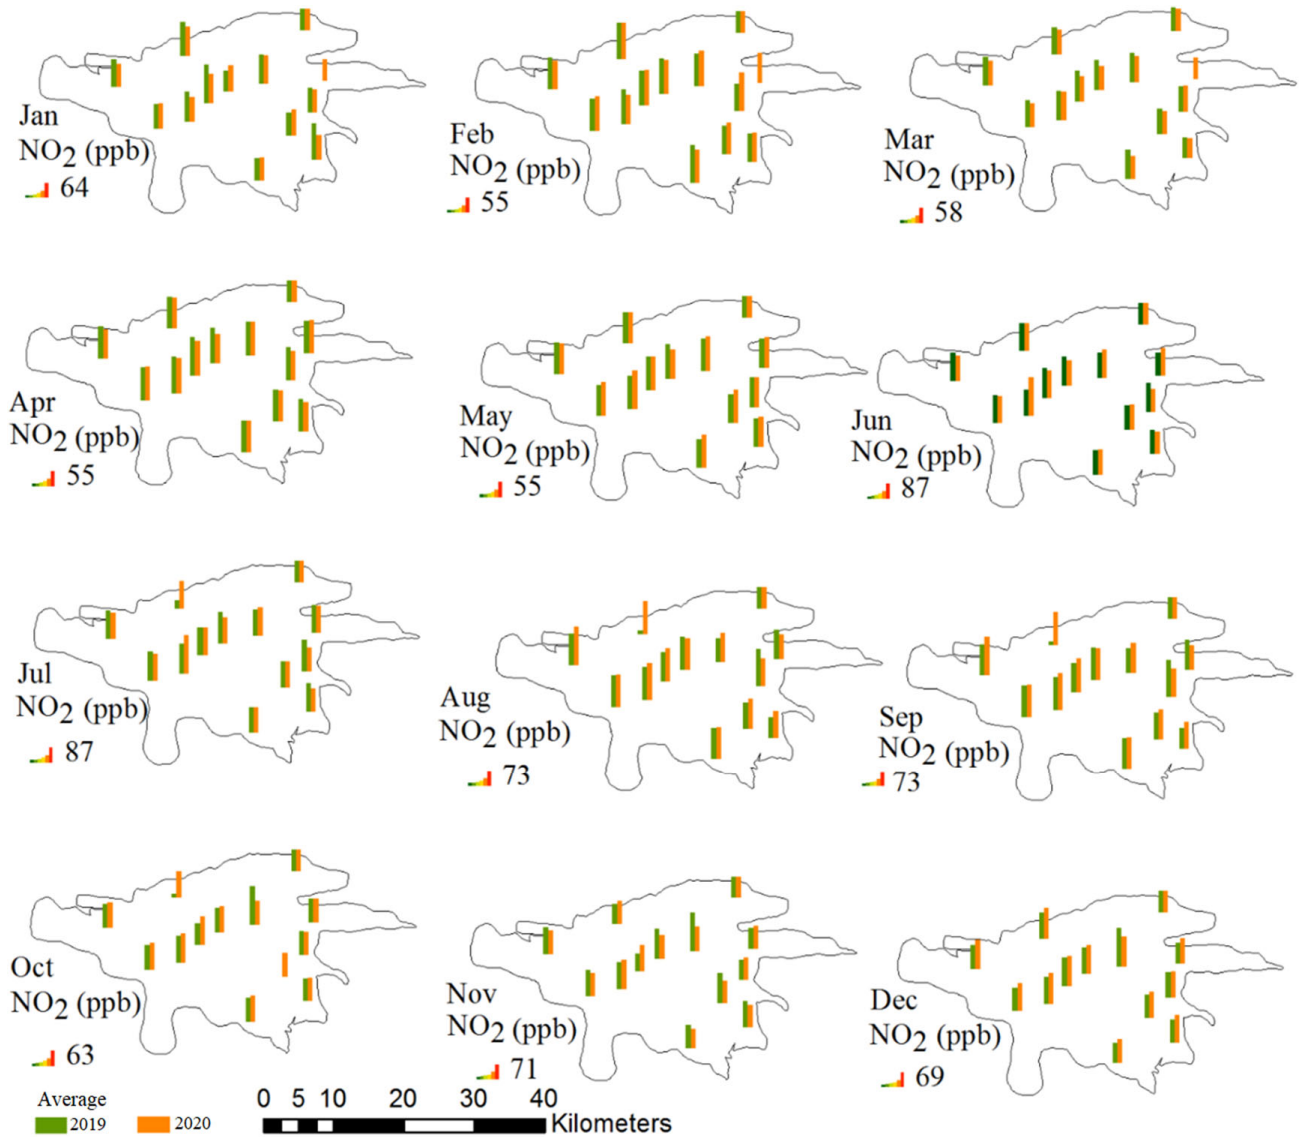 Jan
NO2 (ppb)
64
Feb
NO2 (ppb)
55
Mar
NO2 (ppb)
58
Apr
NO2 (ppb)
55
May
NO2 (ppb)
55
Jun
NO2 (ppb)
87
Jul
NO2 (ppb)
87
Aug
NO2 (ppb)
73
Sep
NO2 (ppb)
73
Oct
NO2 (ppb)
63
Nov
NO2 (ppb)
71
Dec
NO2 (ppb)
69
Average
2019 2020
0 5 10 20 30 40
Kilometers